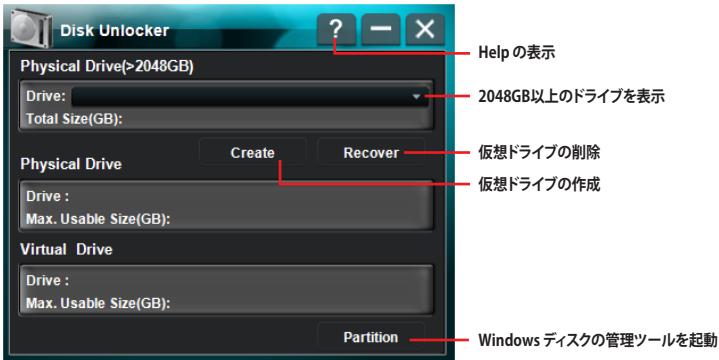 Disk Unlocker
?
Physical Drive(>2048GB)
Drive:
Total Size(GB):
Create
Recover
Physical Drive
Drive :
Max. Usable Size(GB):
Virtual Drive
Drive :
Max. Usable Size(GB):
Partition
Help の表示
2048GB以上のドライブを表示
仮想ドライブの削除
仮想ドライブの作成
Windows ディスクの管理ツールを起動